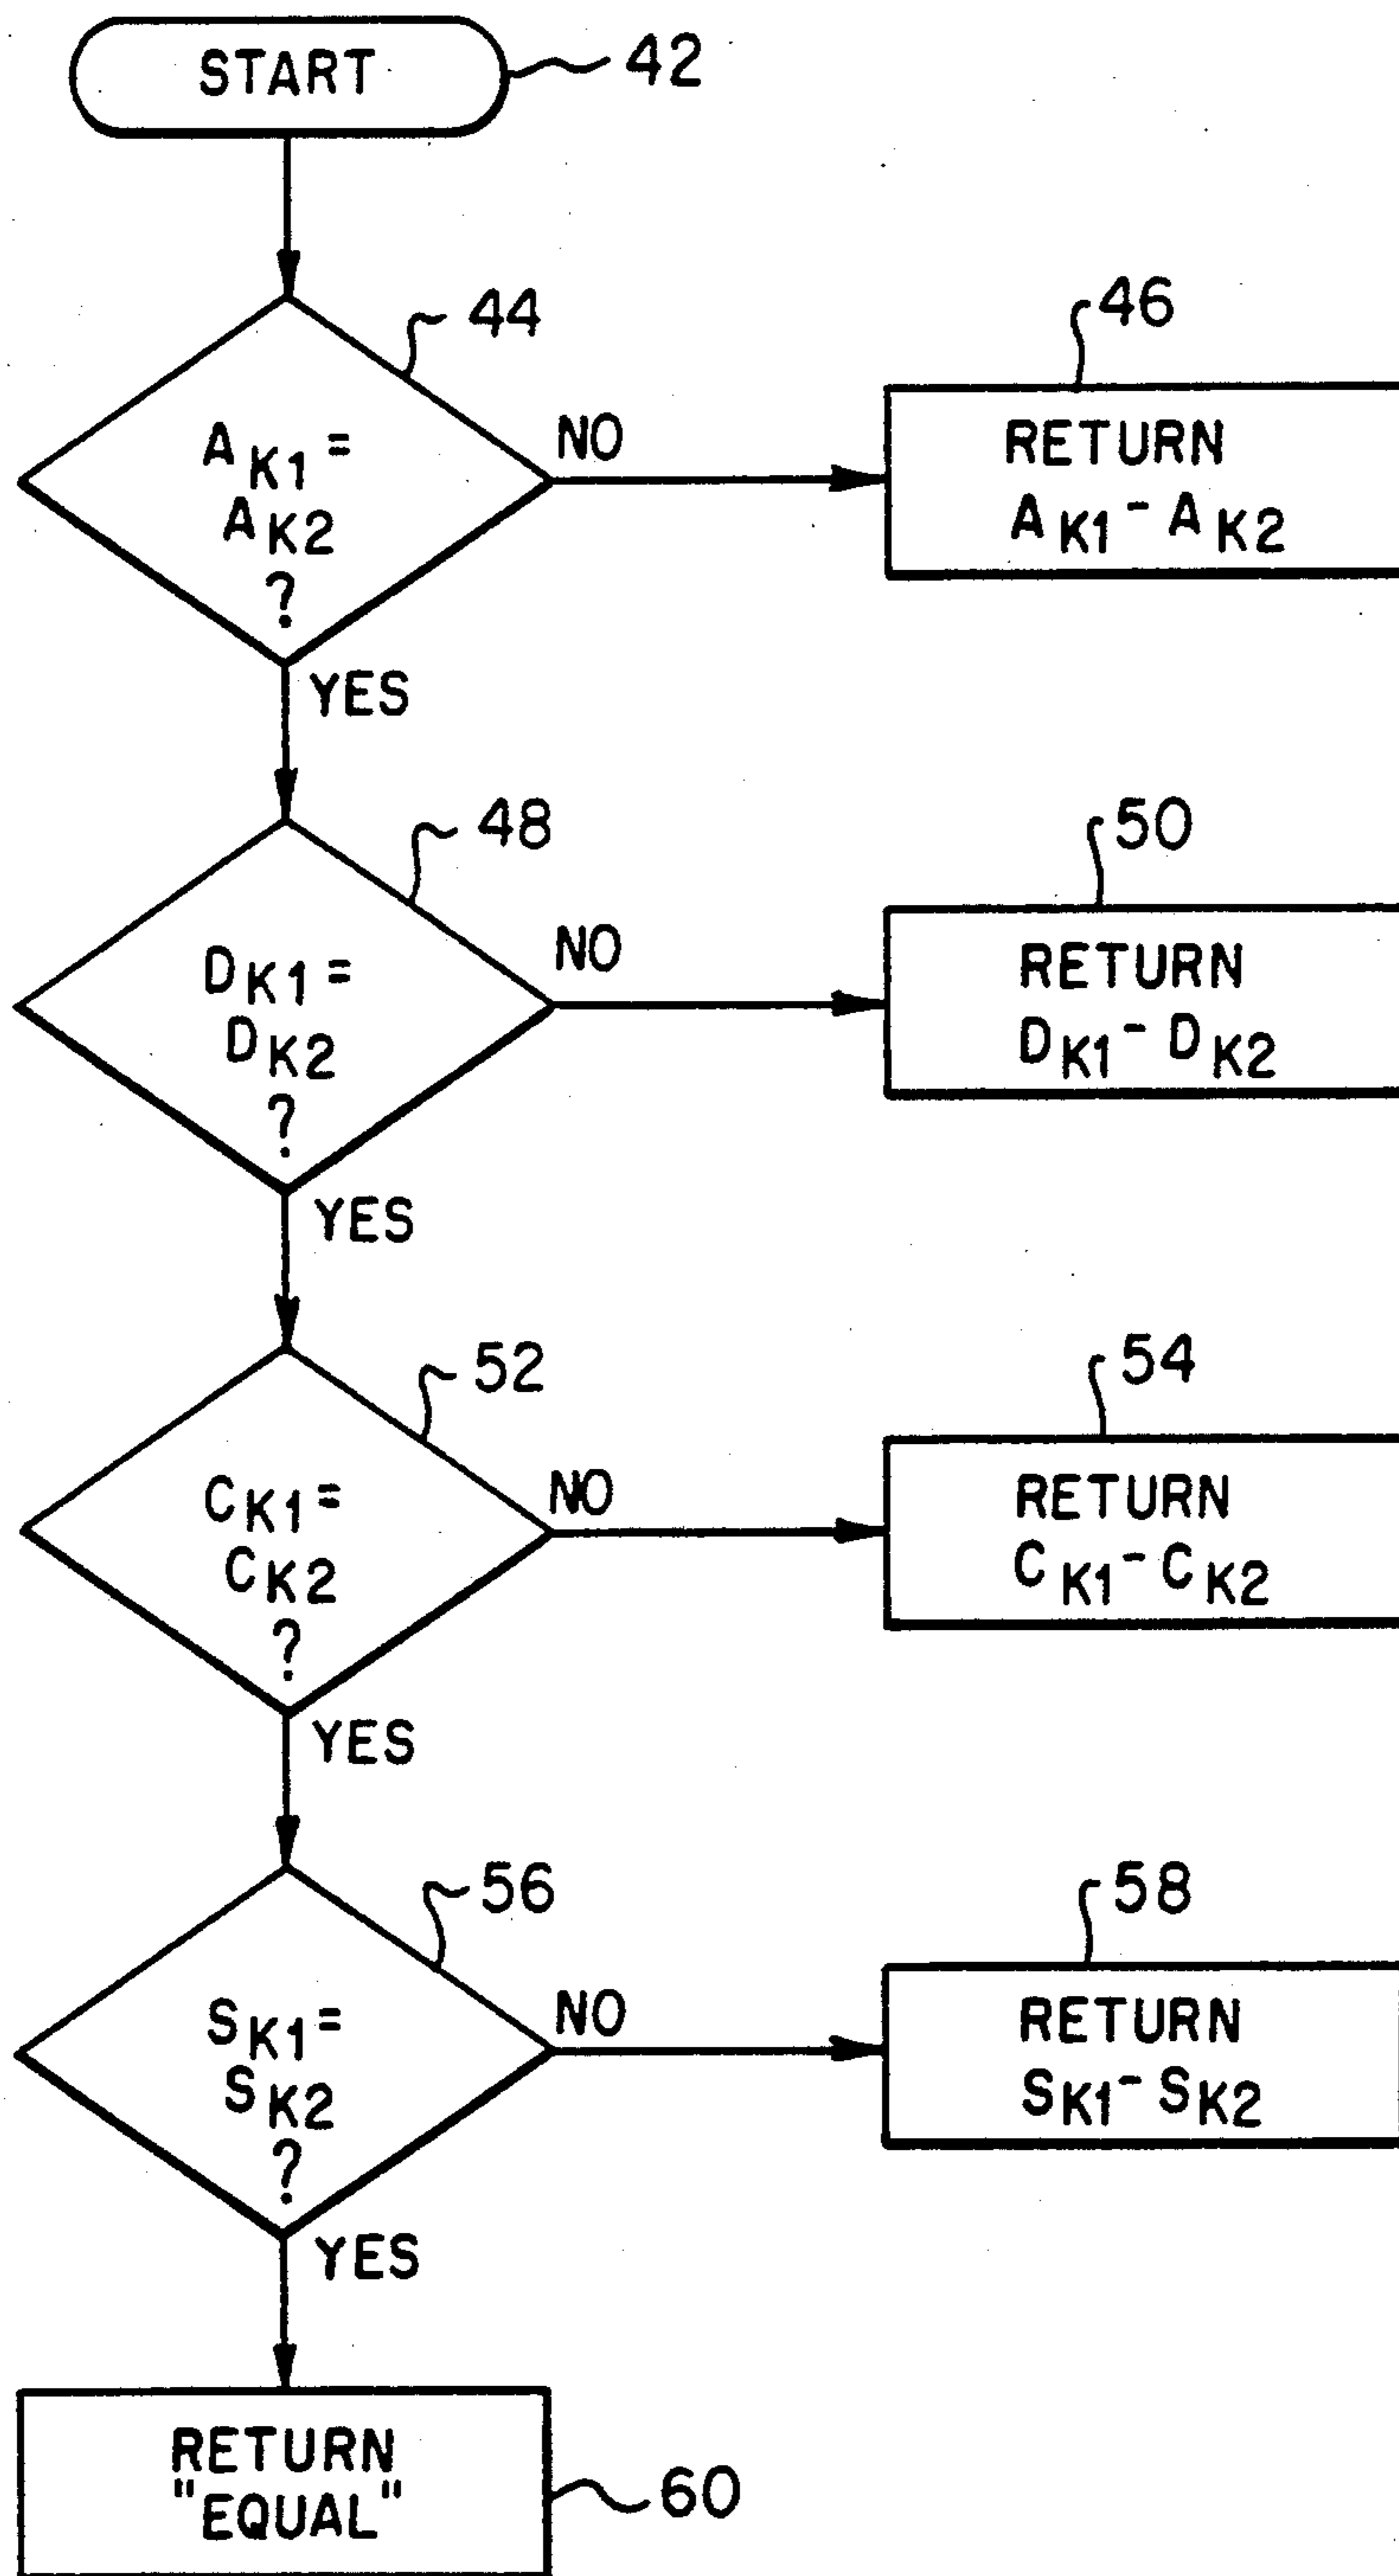 START
42
44
A K1 =
A K2
?
NO
46
RETURN
A K1 - A K2
YES
48
D K1 =
D K2
?
NO
50
RETURN
D K1 - D K2
YES
52
C K1 =
C K2
?
NO
54
RETURN
C K1 - C K2
YES
56
S K1 =
S K2
?
NO
58
RETURN
S K1 - S K2
YES
RETURN
"EQUAL"
60